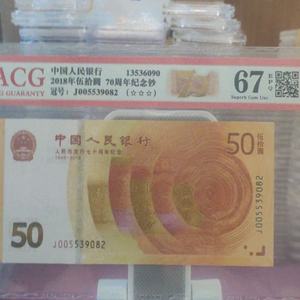 ACG
GUARANTY
中国人民银行 13536090
2018年伍拾圆 70周年纪念钞
冠号: J005539082 (☆☆☆)
67 EPQ
Superb Gem Unc
中国人民银行
人民币发行七十周年纪念
1948-2018
50 伍拾圆
J005539082
50
J005539082